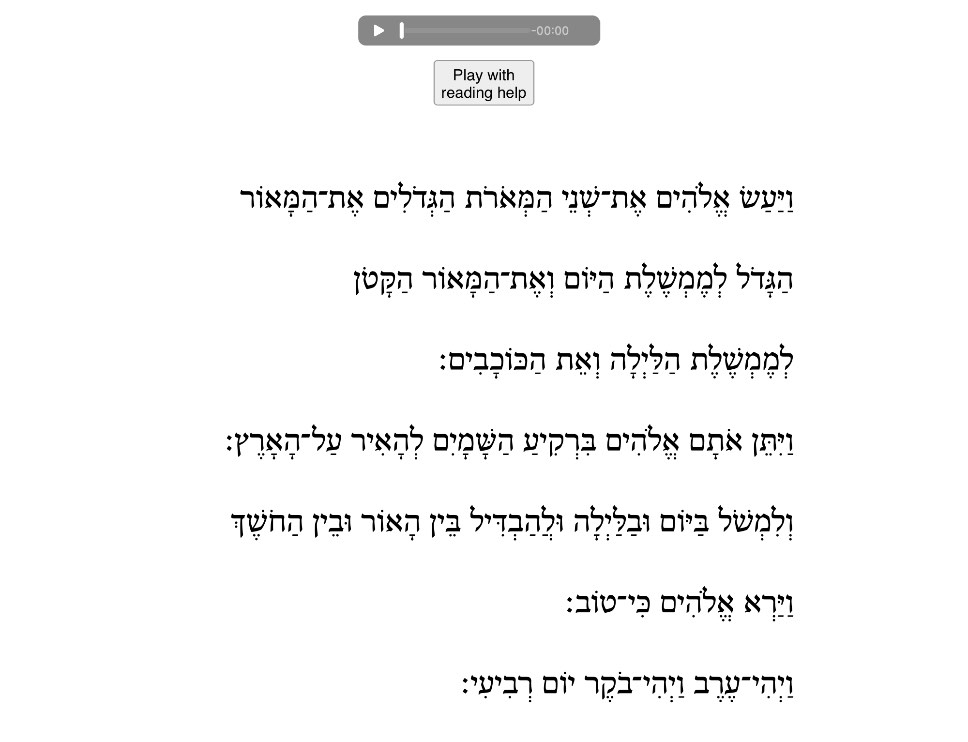 -00:00
Play with
reading help
וַיַּעַשׂ אֱלֹהִים אֶת־שְׁנֵי הַמְּאֹרֹת הַגְּדֹלִים אֶת־הַמָּאוֹר
הַגָּדֹל לְמֶמְשֶׁלֶת הַיּוֹם וְאֶת־הַמָּאוֹר הַקָּטֹן
לְמֶמְשֶׁלֶת הַלַּיְלָה וְאֵת הַכּוֹכָבִים:
וַיִּתֵּן אֹתָם אֱלֹהִים בִּרְקִיעַ הַשָּׁמָיִם לְהָאִיר עַל־הָאָרֶץ:
וְלִמְשֹׁל בַּיּוֹם וּבַלַּיְלָה וּלֲהַבְדִּיל בֵּין הָאוֹר וּבֵין הַחֹשֶׁךְ
וַיַּרְא אֱלֹהִים כִּי־טוֹב:
וַיְהִי־עֶרֶב וַיְהִי־בֹקֶר יוֹם רְבִיעִי: